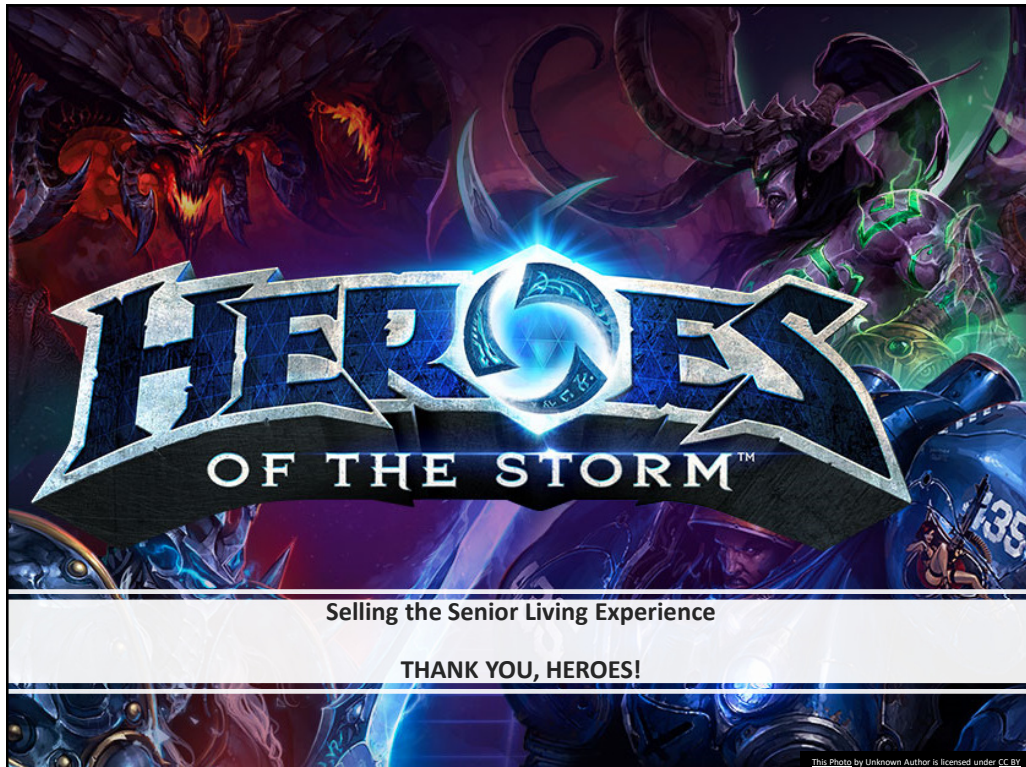 HEROES
OF THE STORM™
#35
Selling the Senior Living Experience
THANK YOU, HEROES!
This Photo by Unknown Author is licensed under CC BY